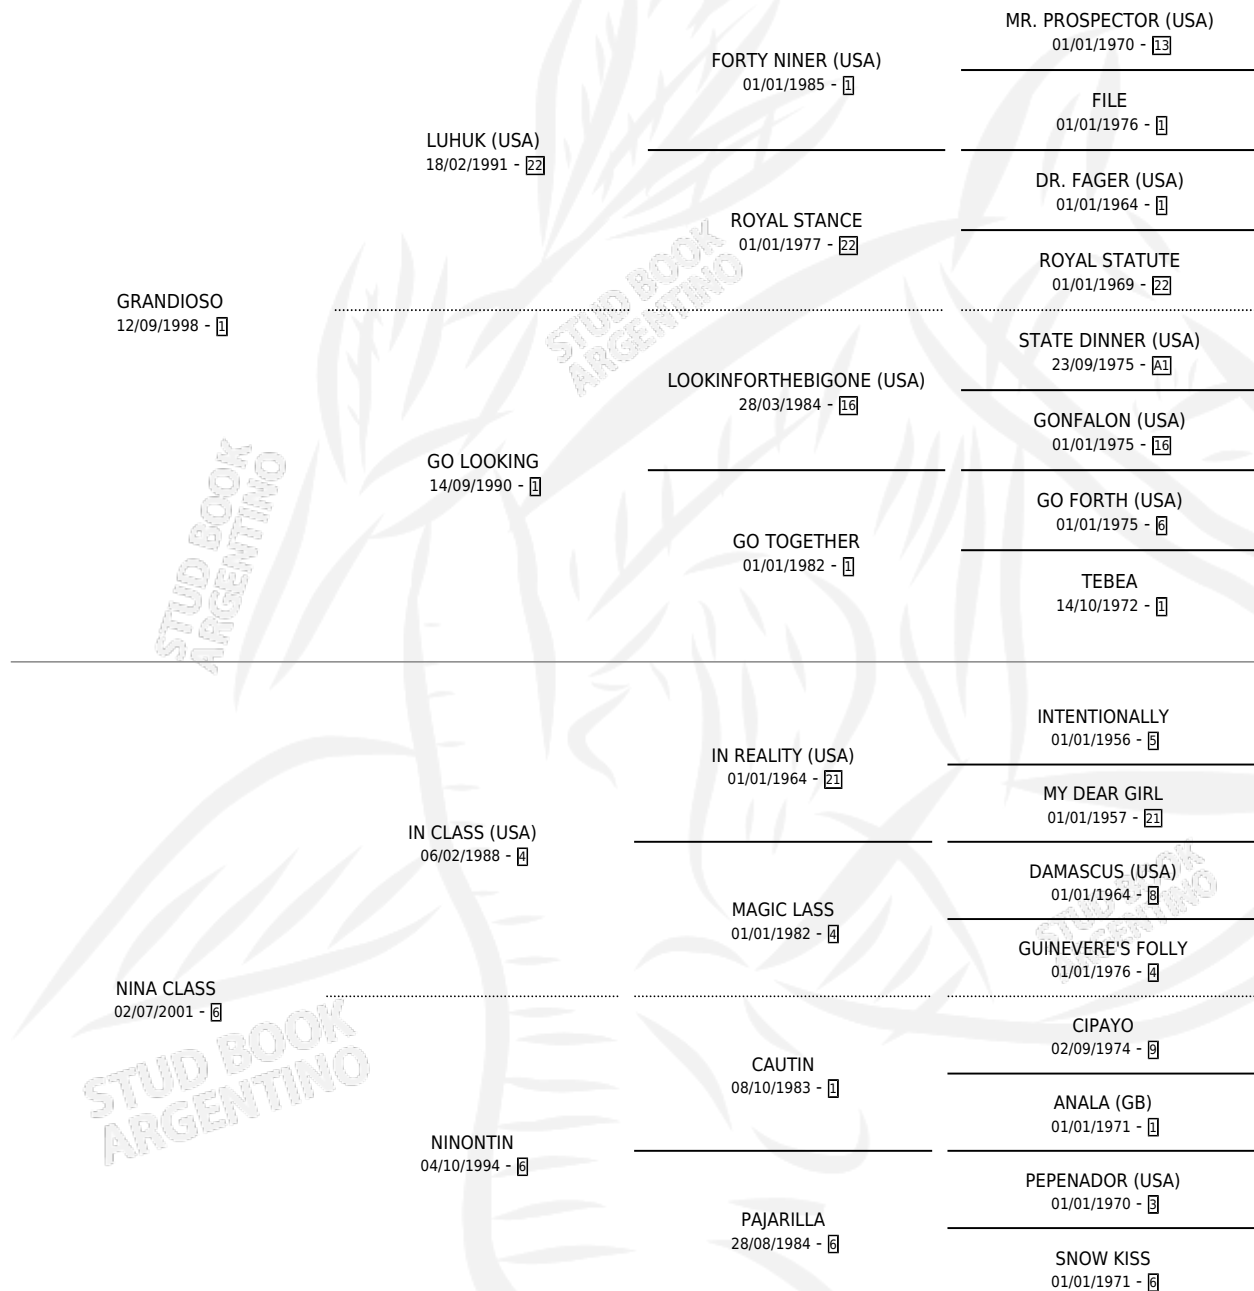 MR. PROSPECTOR (USA)
01/01/1970 - 13
FORTY NINER (USA)
01/01/1985 - 1
FILE
01/01/1976 - 1
LUHUK (USA)
18/02/1991 - 22
DR. FAGER (USA)
01/01/1964 - 1
ROYAL STANCE
01/01/1977 - 22
ROYAL STATUTE
01/01/1969 - 22
GRANDIOSO
12/09/1998 - 1
STUD BOOK
ARGENTINO
STATE DINNER (USA)
23/09/1975 - A1
LOOKINFORTHEBIGONE (USA)
28/03/1984 - 16
GONFALON (USA)
01/01/1975 - 16
GO LOOKING
14/09/1990 - 1
GO FORTH (USA)
01/01/1975 - 6
GO TOGETHER
01/01/1982 - 1
TEBEA
14/10/1972 - 1
STUD BOOK
ARGENTINO
INTENTIONALLY
01/01/1956 - 5
IN REALITY (USA)
01/01/1964 - 21
MY DEAR GIRL
01/01/1957 - 21
IN CLASS (USA)
06/02/1988 - 4
DAMASCUS (USA)
01/01/1964 - 8
MAGIC LASS
01/01/1982 - 4
STUD BOOK
ARGENTINO
GUINEVERE'S FOLLY
01/01/1976 - 4
NINA CLASS
02/07/2001 - 6
STUD BOOK
ARGENTINO
CIPAYO
02/09/1974 - 9
CAUTIN
08/10/1983 - 1
ANALA (GB)
01/01/1971 - 1
NINONTIN
04/10/1994 - 6
PEPENADOR (USA)
01/01/1970 - 3
PAJARILLA
28/08/1984 - 6
SNOW KISS
01/01/1971 - 6